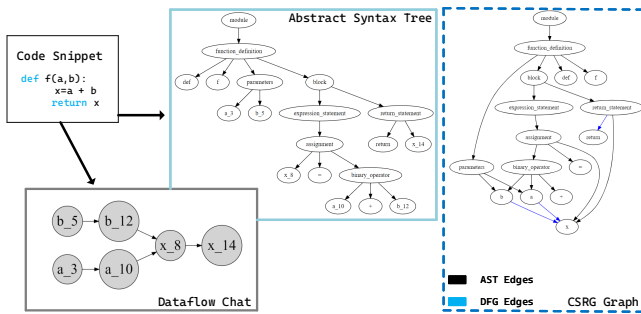 Code Snippet
def f(a,b):
x=a + b
return x
Abstract Syntax Tree
module
function_definition
def
f
parameters
block
a_3
b_5
expression_statement
return_statement
assignment
return
x_14
x_8
=
binary_operator
a_10
+
b_12
b_5
b_12
x_8
x_14
a_3
a_10
Dataflow Chat
module
function_definition
block
def
f
expression_statement
return_statement
assignment
return
parameters
binary_operator
=
b
a
+
x
AST Edges
DFG Edges
CSRG Graph